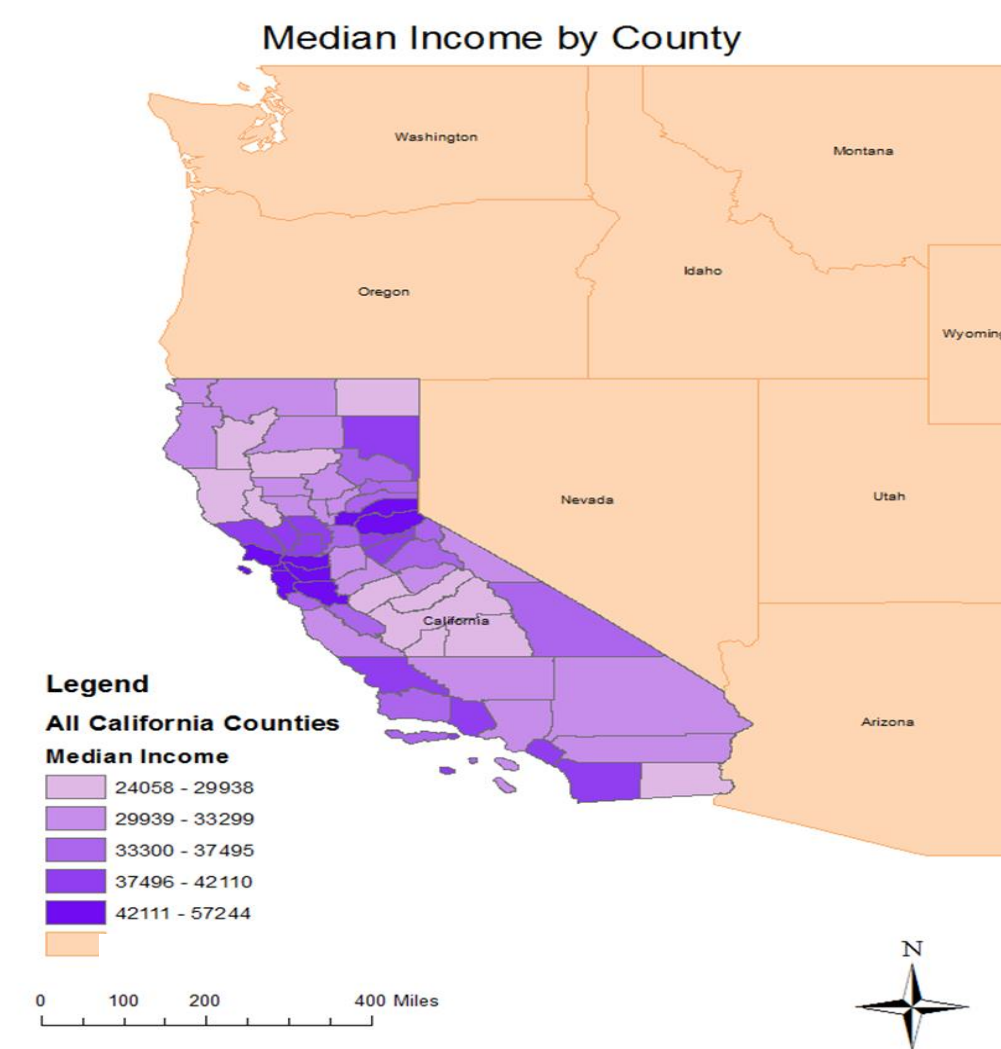 Median Income by County
Washington
Montana
Idaho
Oregon
Wyoming
Nevada
Utah
California
Arizona
Legend
All California Counties
Median Income
24058 - 29938
29939 - 33299
33300 - 37495
37496 - 42110
42111 - 57244
N
0 100 200 400 Miles